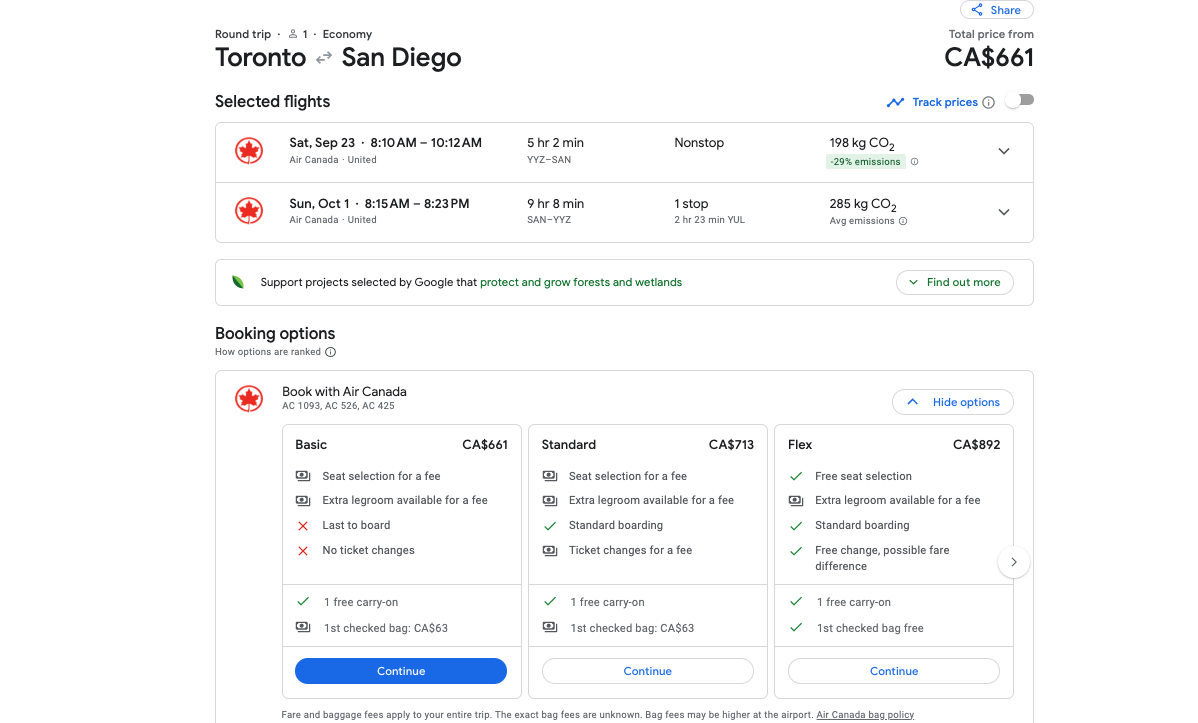 Share
Round trip · 1 · Economy
Total price from
Toronto San Diego
CA$661
Selected flights
Track prices
Sat, Sep 23 · 8:10 AM – 10:12 AM
5 hr 2 min
Nonstop
198 kg CO2
Air Canada · United
YYZ–SAN
-29% emissions
Sun, Oct 1 · 8:15 AM – 8:23 PM
9 hr 8 min
1 stop
285 kg CO2
Air Canada · United
SAN–YYZ
2 hr 23 min YUL
Avg emissions
Support projects selected by Google that protect and grow forests and wetlands
Find out more
Booking options
How options are ranked
Book with Air Canada
AC 1093, AC 526, AC 425
Hide options
Basic CA$661
Seat selection for a fee
Extra legroom available for a fee
Last to board
No ticket changes
1 free carry-on
1st checked bag: CA$63
Continue
Standard CA$713
Seat selection for a fee
Extra legroom available for a fee
Standard boarding
Ticket changes for a fee
1 free carry-on
1st checked bag: CA$63
Continue
Flex CA$892
Free seat selection
Extra legroom available for a fee
Standard boarding
Free change, possible fare
difference
1 free carry-on
1st checked bag free
Continue
Fare and baggage fees apply to your entire trip. The exact bag fees are unknown. Bag fees may be higher at the airport. Air Canada bag policy